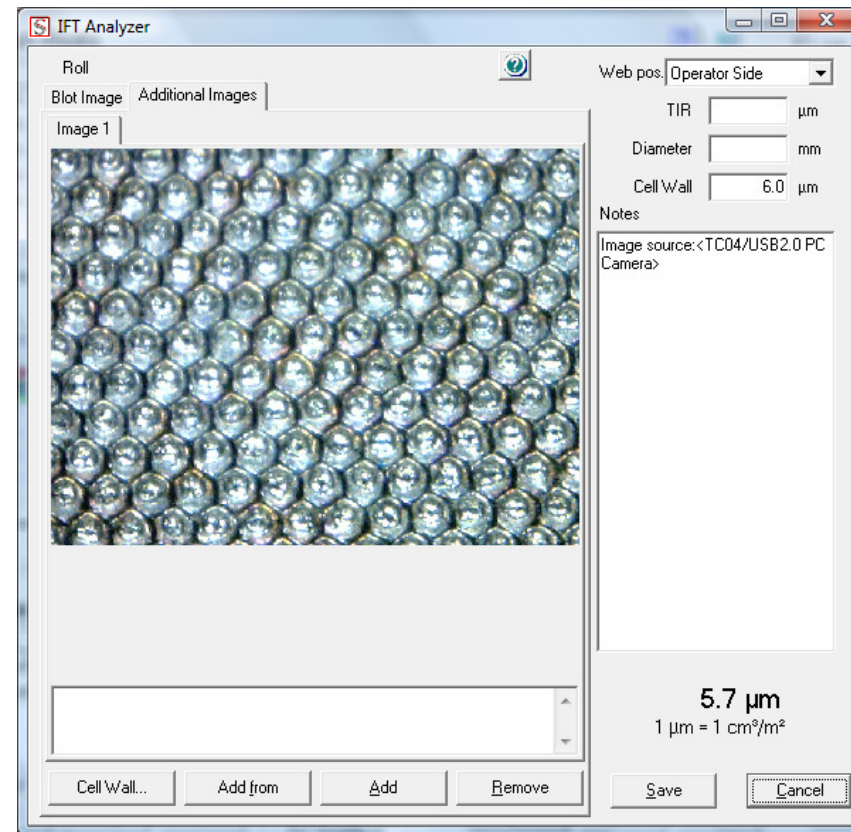 IFT Analyzer
Roll
Web pos. Operator Side
Blot Image Additional Images
TIR µm
Image 1
Diameter mm
Cell Wall 6.0 µm
Notes
Image source:<TC04/USB2.0 PC
Camera>
5.7 µm
1 µm = 1 cm³/m²
Cell Wall... Add from Add Remove
Save Cancel